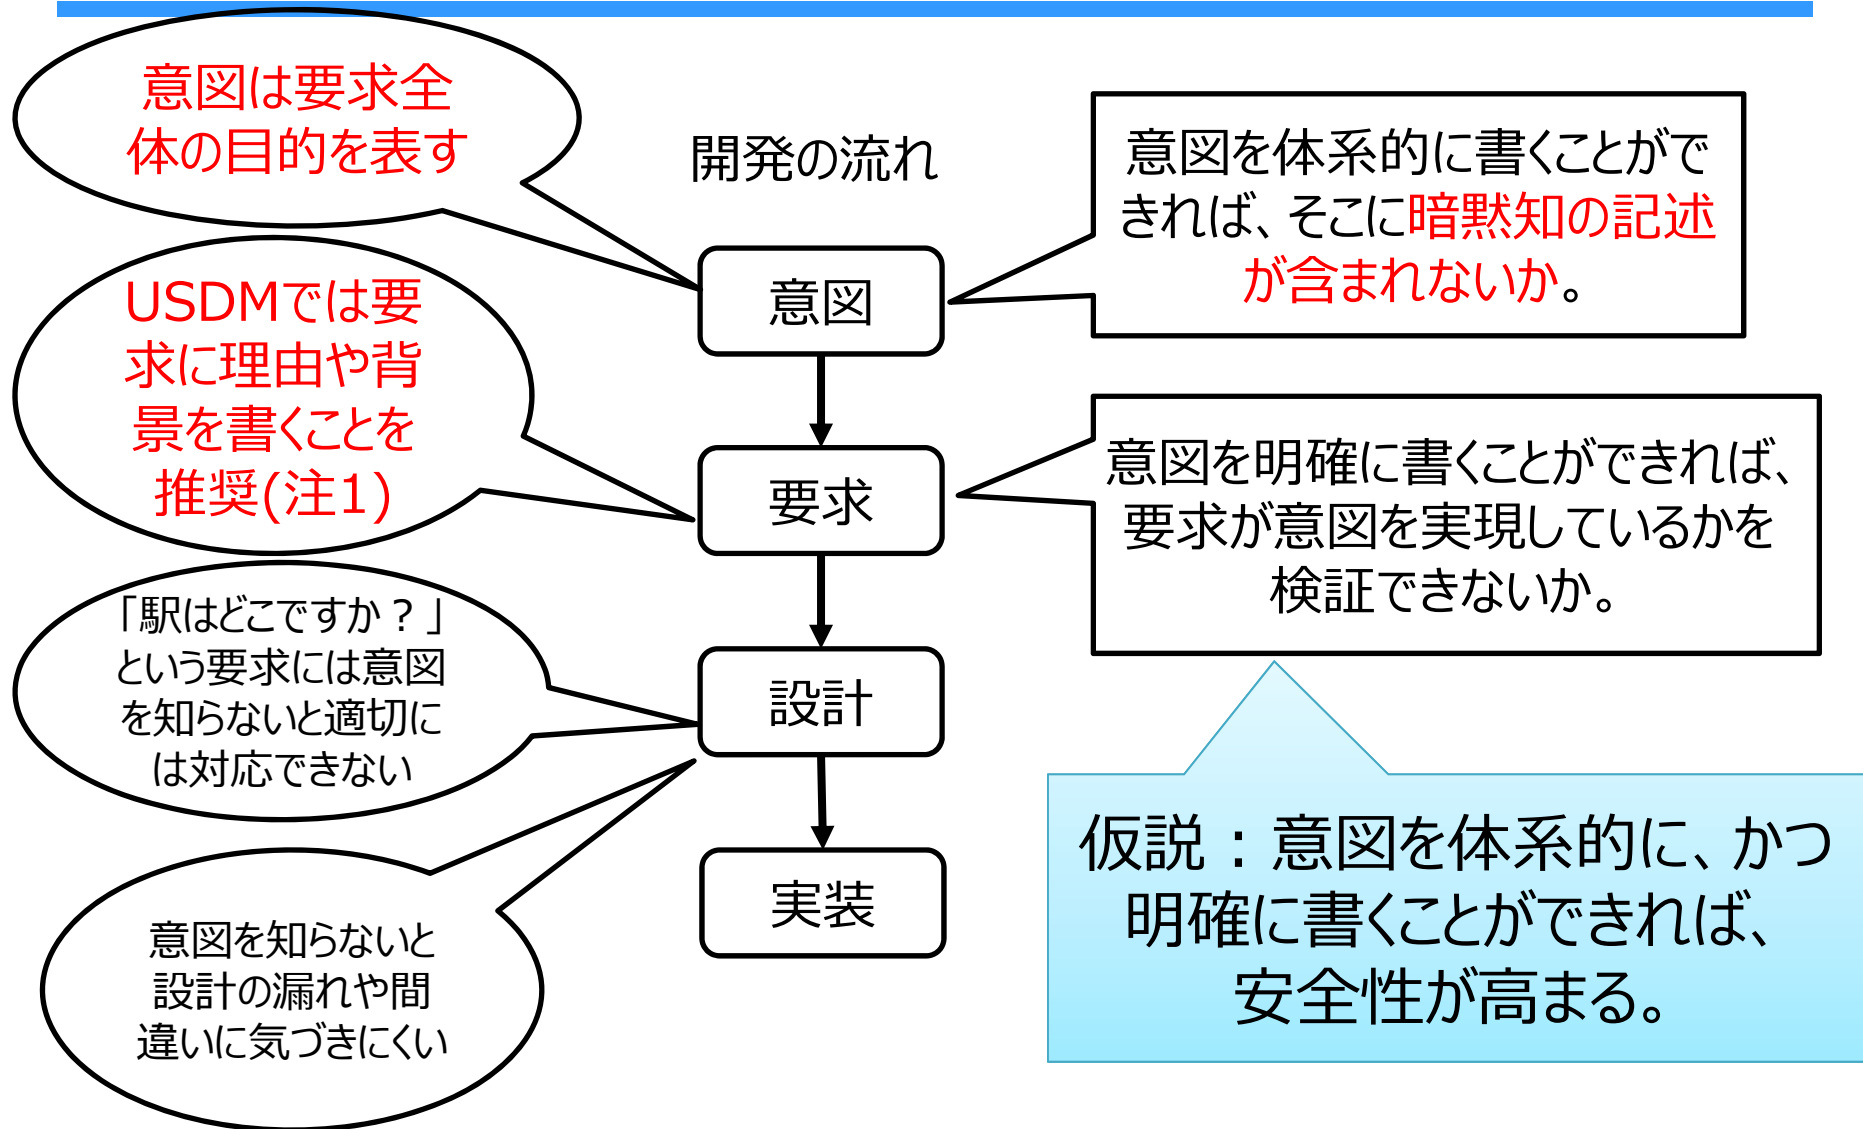 意図は要求全
体の目的を表す
開発の流れ
意図を体系的に書くことがで
きれば、そこに暗黙知の記述
が含まれないか。
意図
USDMでは要
求に理由や背
景を書くことを
推奨(注1)
要求
意図を明確に書くことができれば、
要求が意図を実現しているかを
検証できないか。
「駅はどこですか？」
という要求には意図
を知らないと適切に
は対応できない
設計
仮説：意図を体系的に、かつ
明確に書くことができれば、
安全性が高まる。
実装
意図を知らないと
設計の漏れや間
違いに気づきにくい